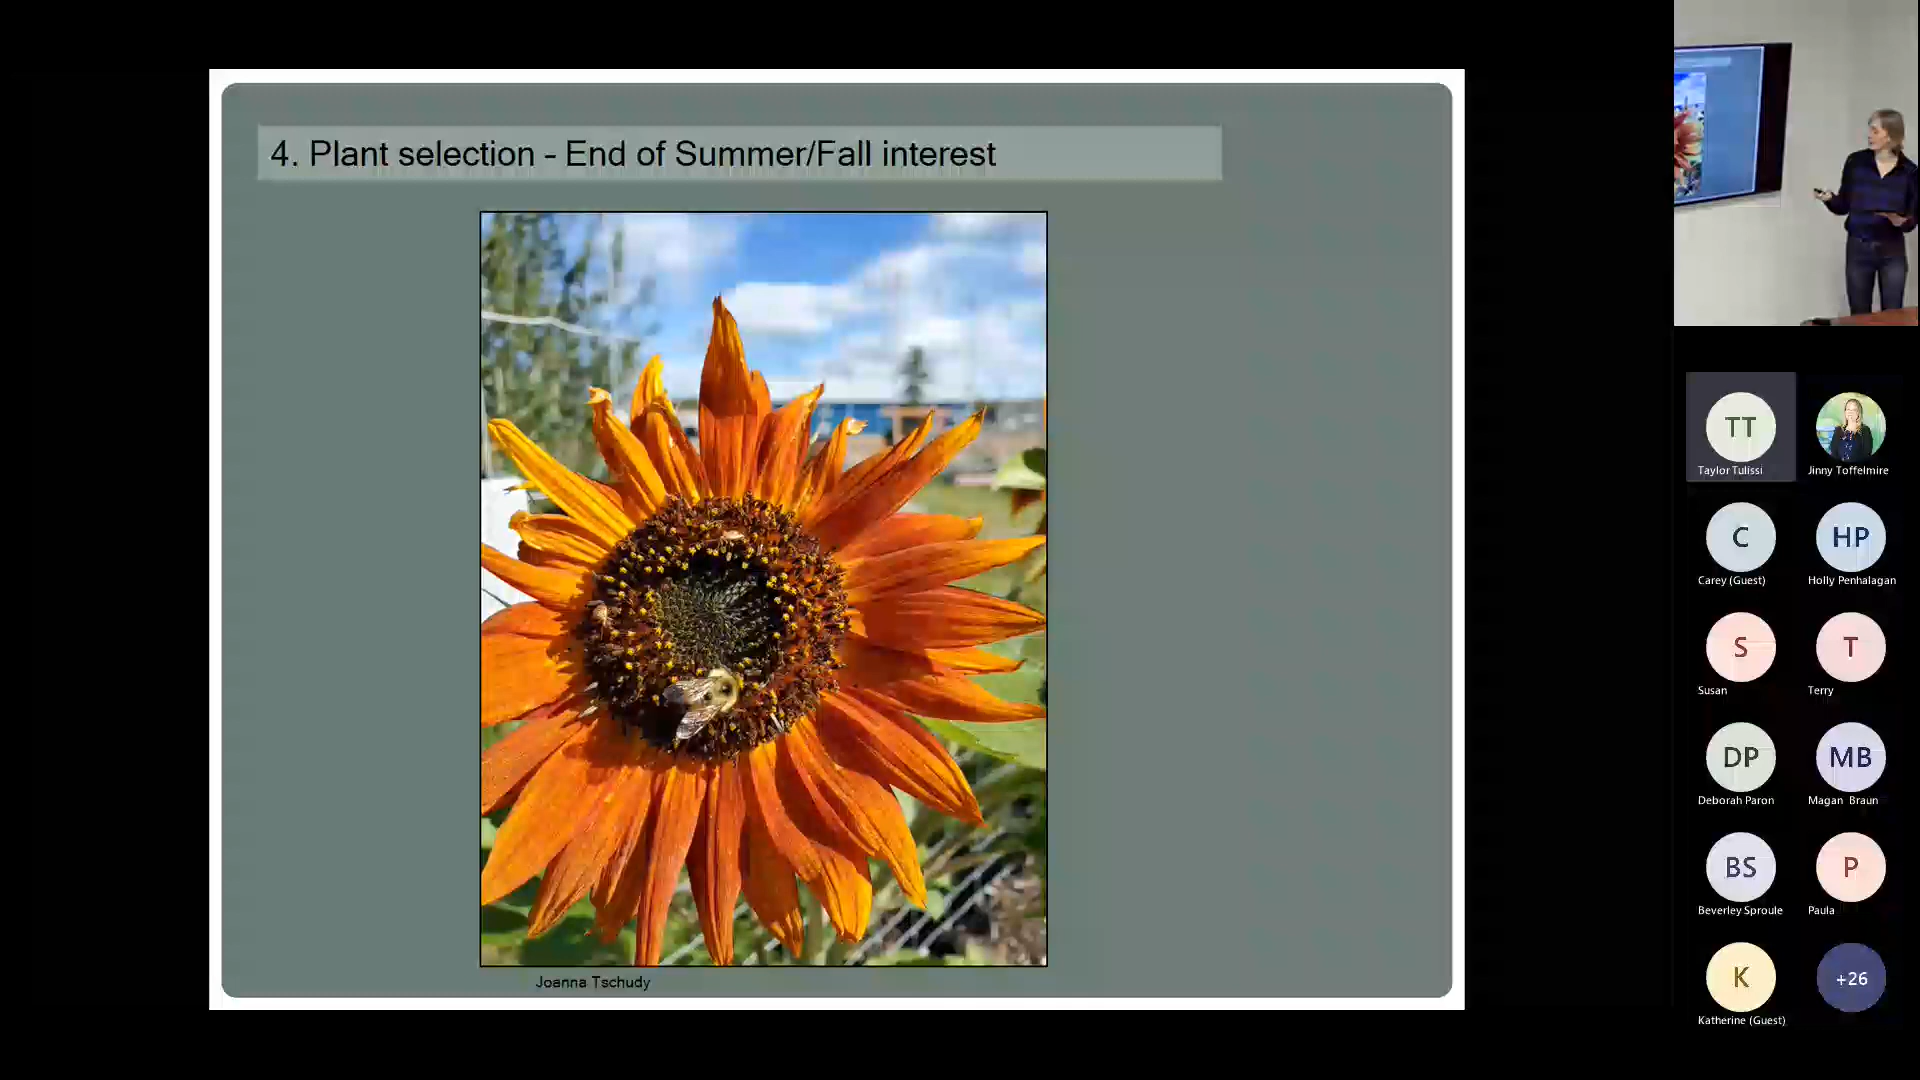 4. Plant selection - End of Summer/Fall interest
Joanna Tschudy
TT
Taylor Tulissi
Jinny Toffelmire
C
Carey (Guest)
HP
Holly Penhalagan
S
Susan
T
Terry
DP
Deborah Paron
MB
Magan Braun
BS
Beverley Sproule
P
Paula
K
Katherine (Guest)
+26